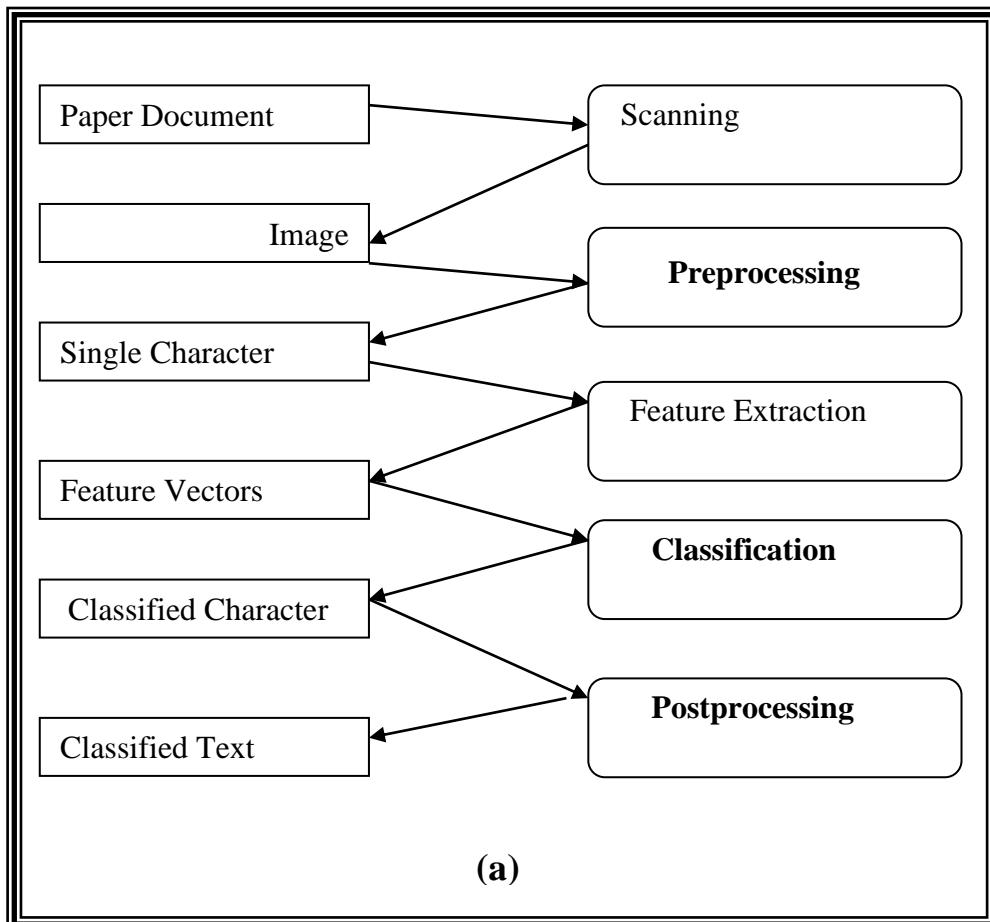 Paper Document
Scanning
Image
Preprocessing
Single Character
Feature Extraction
Feature Vectors
Classification
Classified Character
Postprocessing
Classified Text
(a)